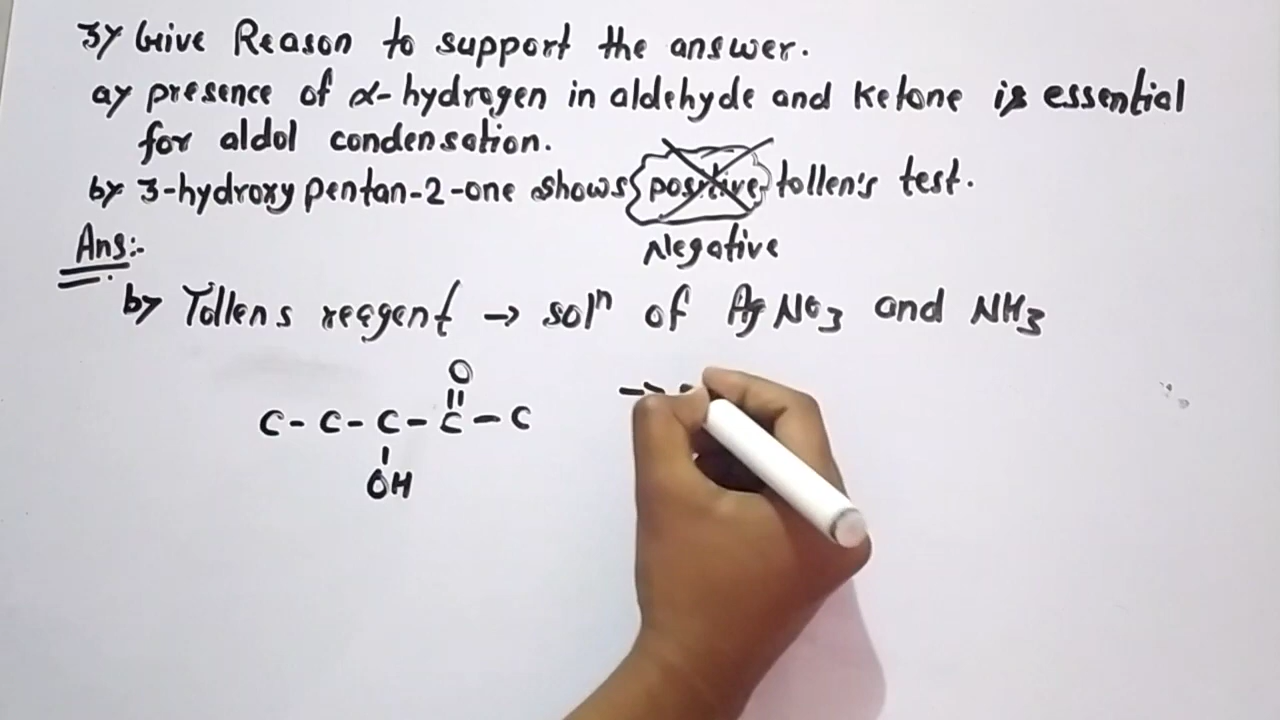 3) Give Reason to support the answer.
a) presence of α-hydrogen in aldehyde and Ketone is essential
for aldol condensation.
b) 3-hydroxy pentan-2-one shows positive tollen's test.
Negative
Ans:-
b) Tollens reagent → solⁿ of AgNO3 and NH3
O
C - C - C - C - C
OH